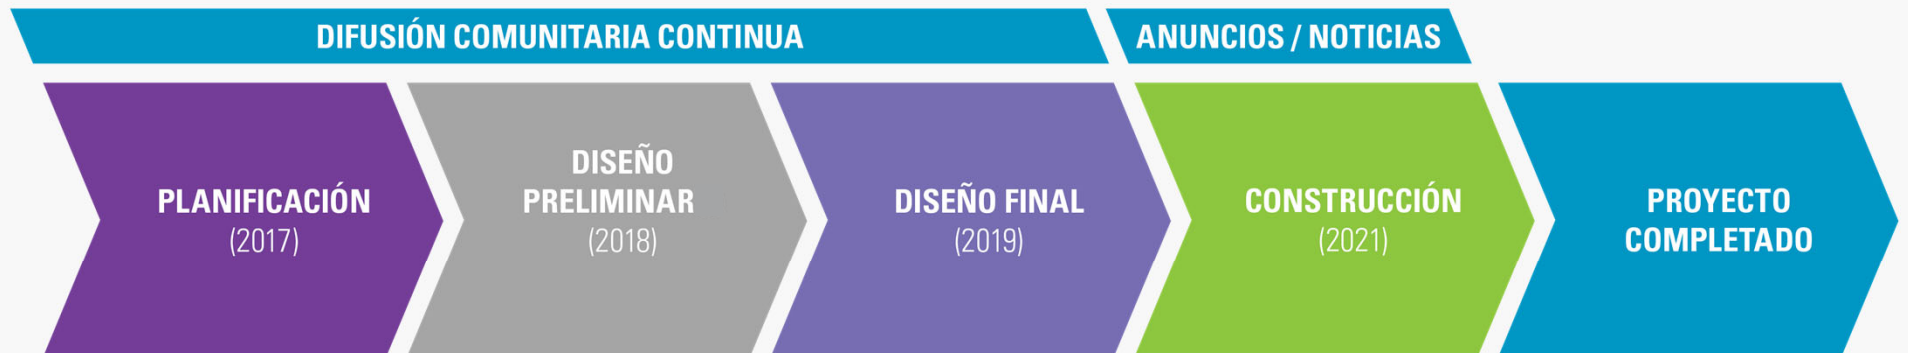 DIFUSIÓN COMUNITARIA CONTINUA
ANUNCIOS / NOTICIAS
PLANIFICACIÓN
(2017)
DISEÑO
PRELIMINAR
(2018)
DISEÑO FINAL
(2019)
CONSTRUCCIÓN
(2021)
PROYECTO
COMPLETADO